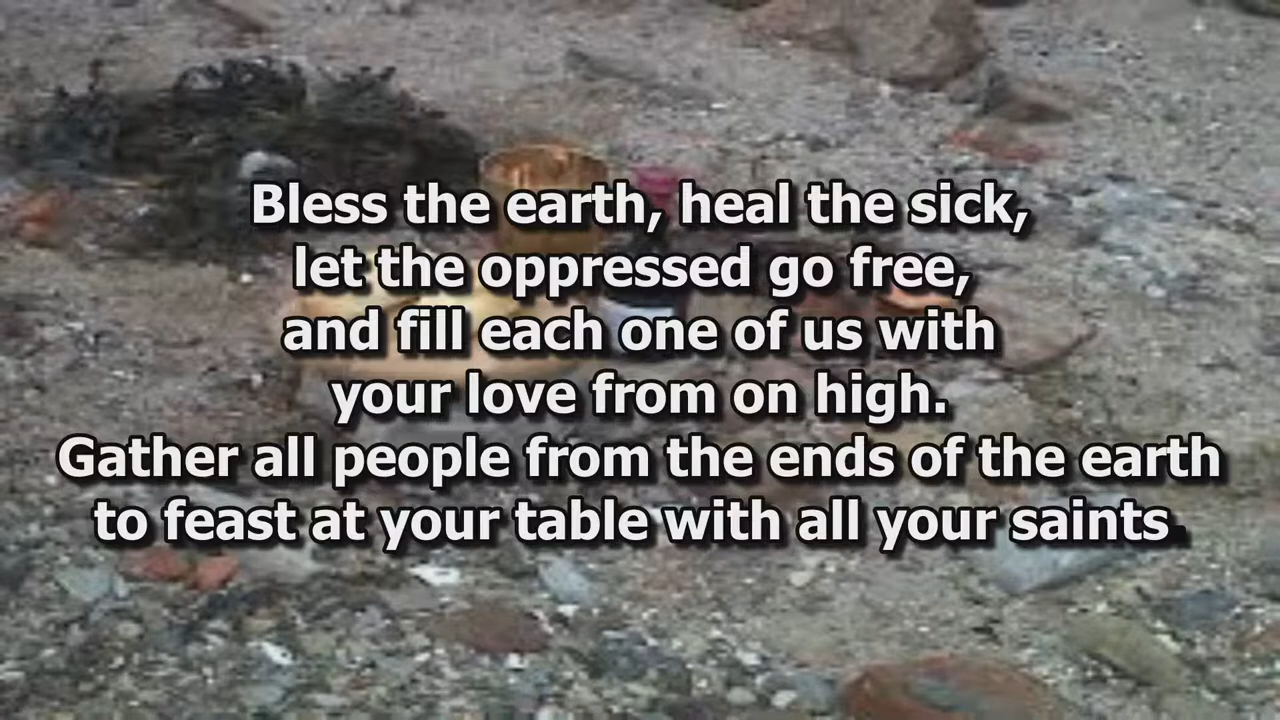 Bless the earth, heal the sick,
let the oppressed go free,
and fill each one of us with
your love from on high.
Gather all people from the ends of the earth
to feast at your table with all your saints